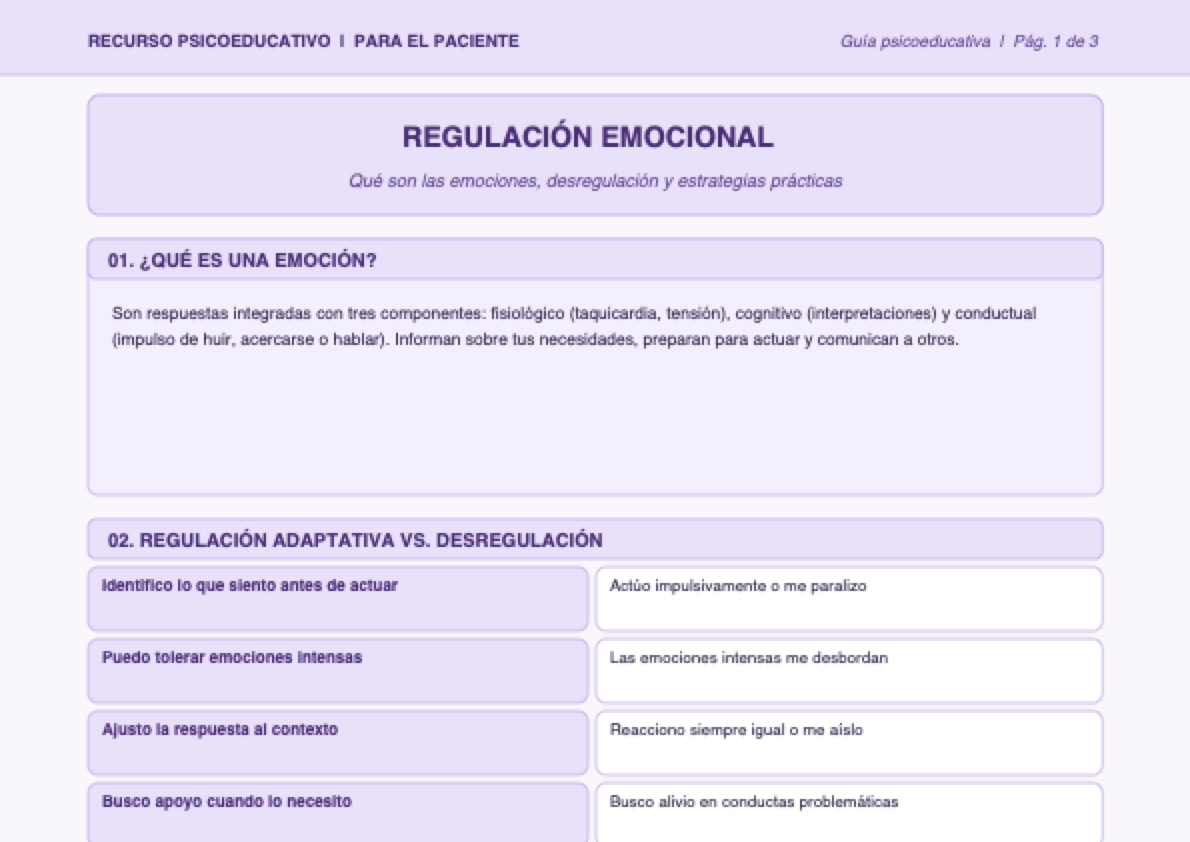 RECURSO PSICOEDUCATIVO | PARA EL PACIENTE
Guía psicoeducativa | Pág. 1 de 3
REGULACIÓN EMOCIONAL
Qué son las emociones, desregulación y estrategias prácticas
01. ¿QUÉ ES UNA EMOCIÓN?
Son respuestas integradas con tres componentes: fisiológico (taquicardia, tensión), cognitivo (interpretaciones) y conductual
(impulso de huir, acercarse o hablar). Informan sobre tus necesidades, preparan para actuar y comunican a otros.
02. REGULACIÓN ADAPTATIVA VS. DESREGULACIÓN
Identifico lo que siento antes de actuar
Actúo impulsivamente o me paralizo
Puedo tolerar emociones intensas
Las emociones intensas me desbordan
Ajusto la respuesta al contexto
Reacciono siempre igual o me aíslo
Busco apoyo cuando lo necesito
Busco alivio en conductas problemáticas